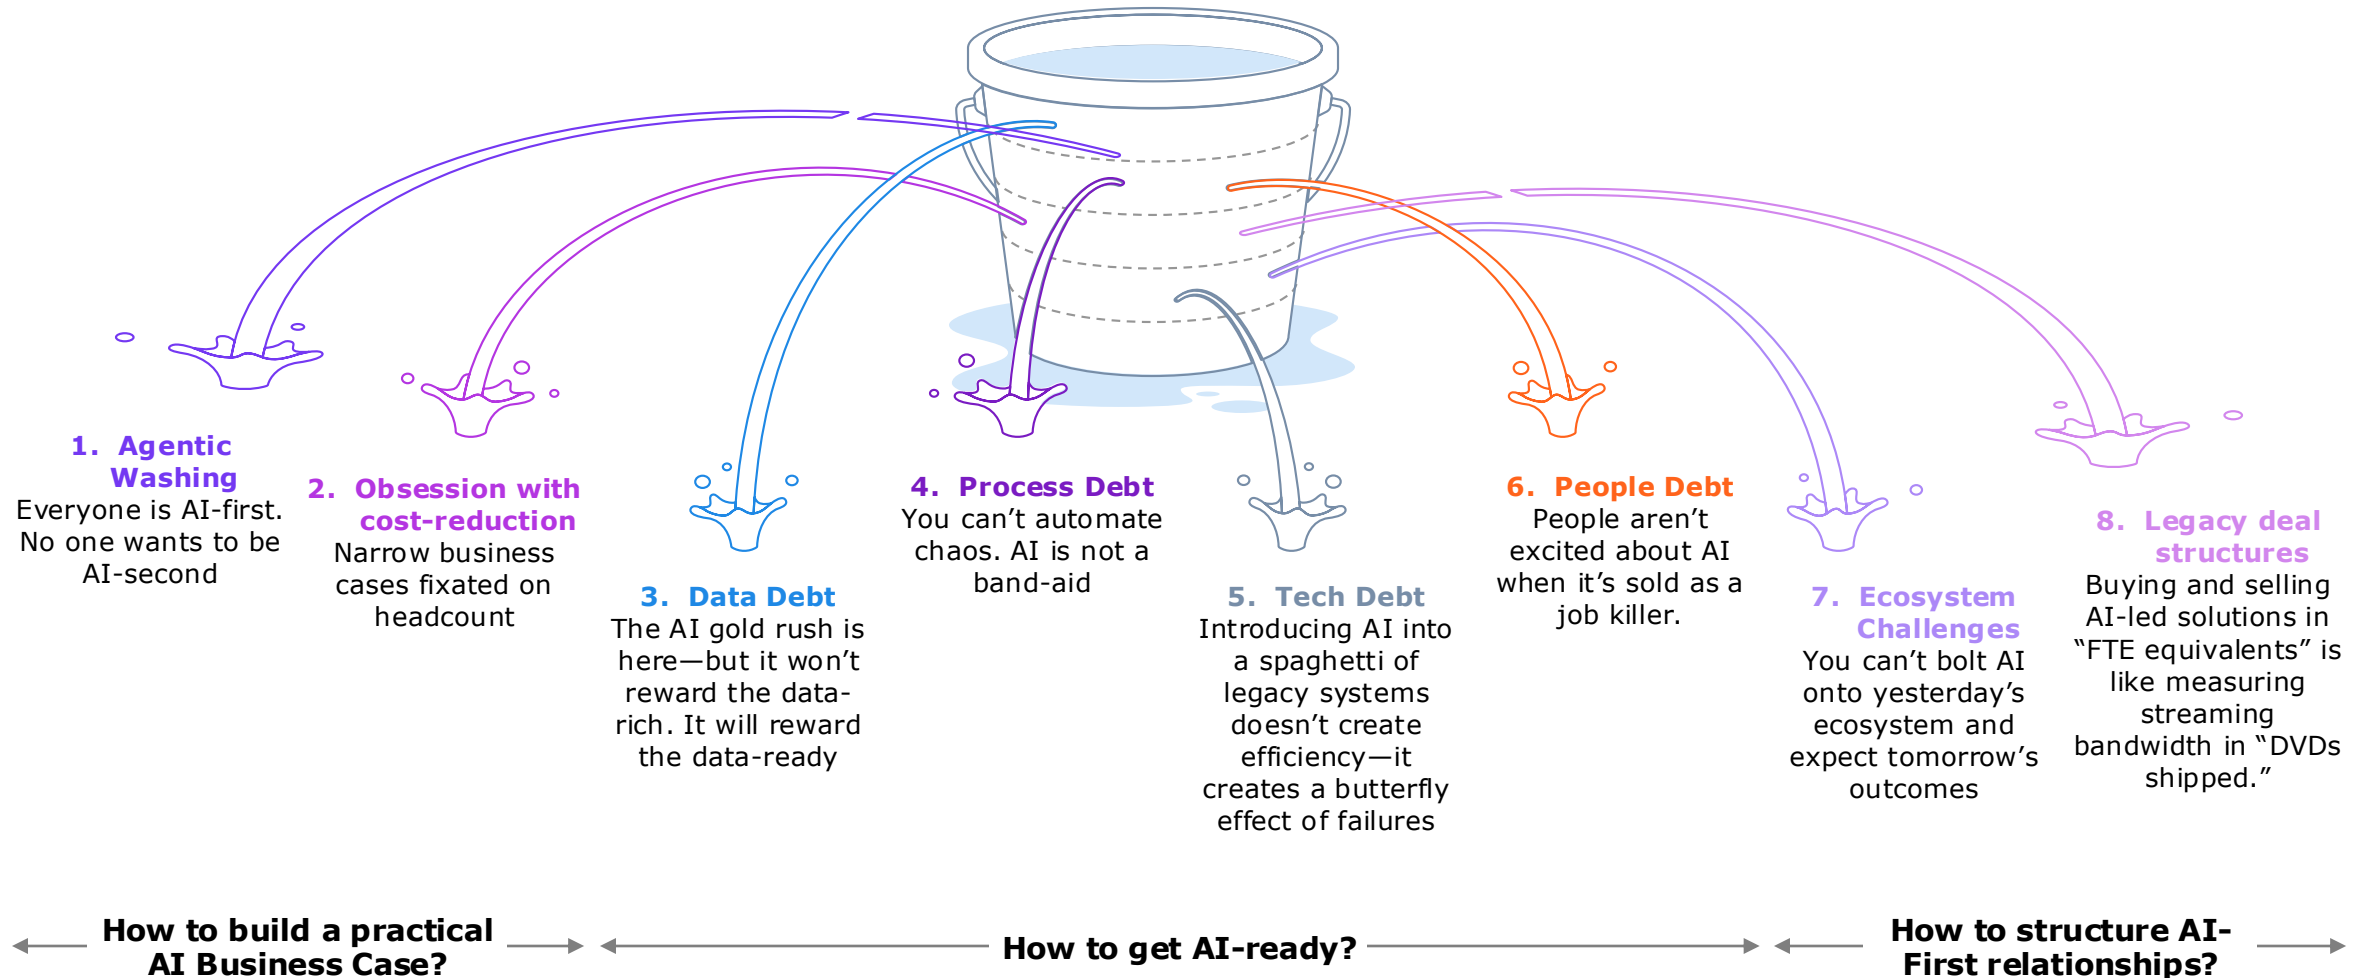 1. Agentic
Washing
Everyone is AI-first.
No one wants to be
AI-second
2. Obsession with
cost-reduction
Narrow business
cases fixated on
headcount
3. Data Debt
The AI gold rush is
here—but it won’t
reward the data-
rich. It will reward
the data-ready
4. Process Debt
You can’t automate
chaos. AI is not a
band-aid
5. Tech Debt
Introducing AI into
a spaghetti of
legacy systems
doesn’t create
efficiency—it
creates a butterfly
effect of failures
6. People Debt
People aren’t
excited about AI
when it’s sold as a
job killer.
7. Ecosystem
Challenges
You can’t bolt AI
onto yesterday’s
ecosystem and
expect tomorrow’s
outcomes
8. Legacy deal
structures
Buying and selling
AI-led solutions in
“FTE equivalents” is
like measuring
streaming
bandwidth in “DVDs
shipped.”
How to build a practical
AI Business Case?
How to get AI-ready?
How to structure AI-
First relationships?